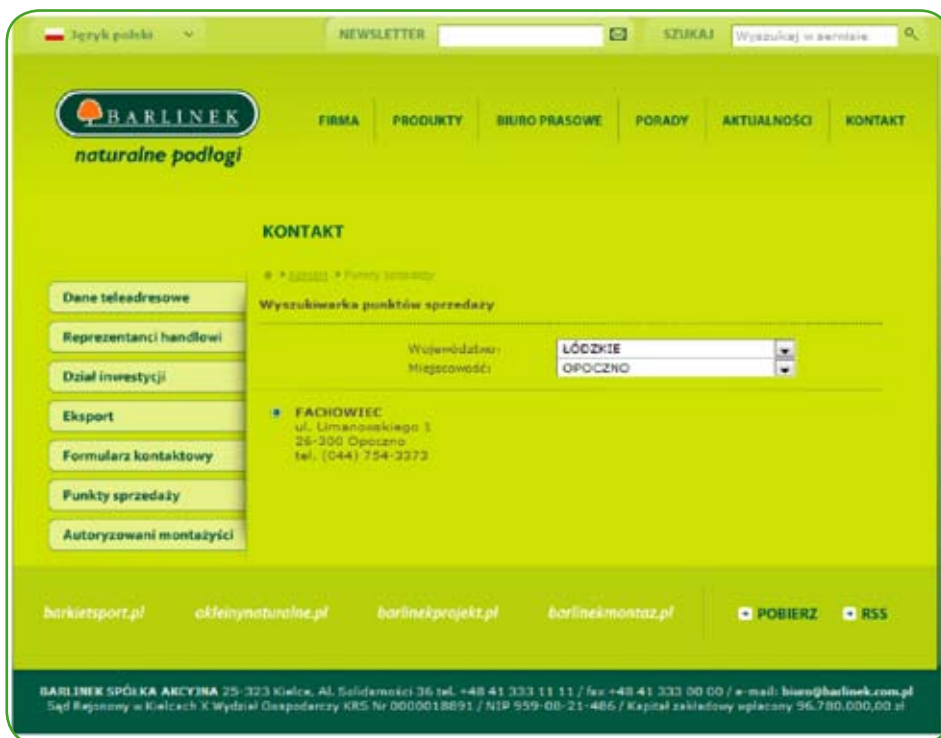 Język polski
NEWSLETTER
SZUKAJ
Wyszukaj w serwisie
BARLINEK
naturalne podłogi
FIRMA
PRODUKTY
BIURO PRASOWE
PORADY
AKTUALNOŚCI
KONTAKT
KONTAKT
Kontakt Punkty sprzedaży
Wyszukiwarka punktów sprzedazy
Dane teleadresowe
Reprezentanci handlowi
Dział inwestycji
Eksport
Formularz kontaktowy
Punkty sprzedaży
Autoryzowani montażyści
Województwo:
ŁÓDZKIE
Miejscowość:
OPOCZNO
FACHOWIEC
ul. Limanowskiego 1
26-300 Opoczno
tel. (044) 754-3373
barkietsport.pl
okleinynaturalne.pl
barlinekprojekt.pl
barlinekmontaz.pl
POBIERZ
RSS
BARLINEK SPÓŁKA AKCYJNA 25-323 Kielce, Al. Solidarności 36 tel. +48 41 333 11 11 / fax +48 41 333 00 00 / e-mail: biuro@barlinek.com.pl
Sąd Rejonowy w Kielcach X Wydział Gospodarczy KRS Nr 0000018891 / NIP 959-08-21-486 / Kapitał zakładowy wpłacony 96.780.000,00 zł